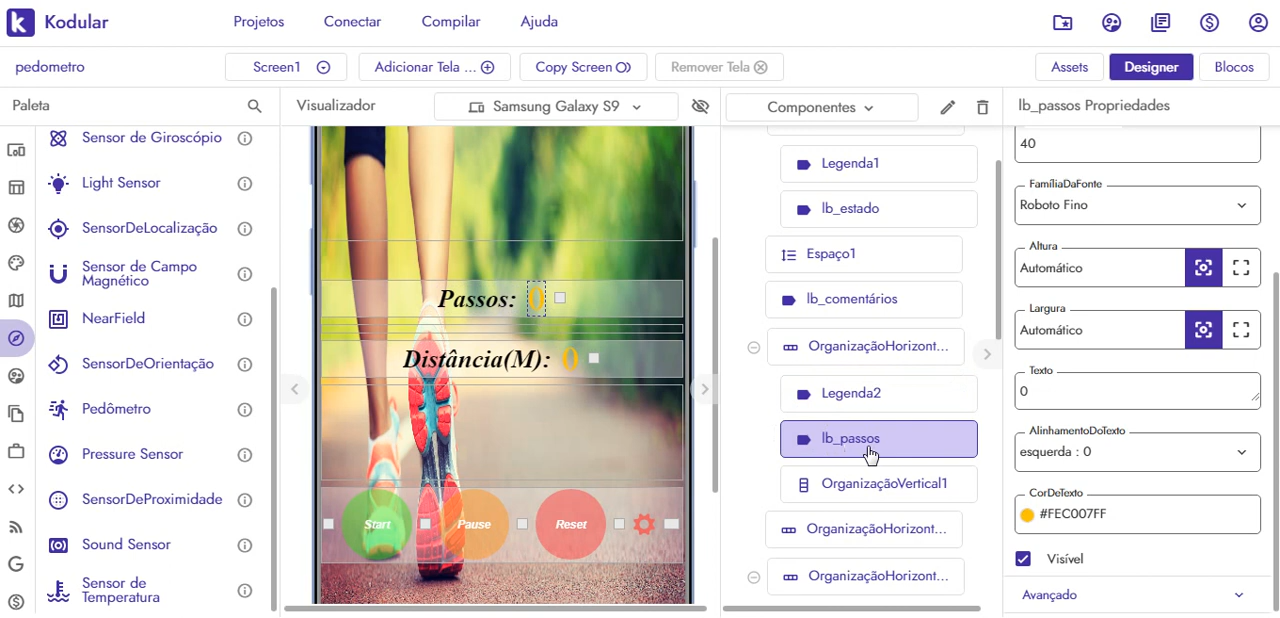 Kodular
Projetos
Conectar
Compilar
Ajuda
pedometro
Screen1
Adicionar Tela ...
Copy Screen
Remover Tela
Assets
Designer
Blocos
Paleta
Visualizador
Samsung Galaxy S9
Componentes
lb_passos Propriedades
Sensor de Giroscópio
Light Sensor
SensorDeLocalização
Sensor de Campo
Magnético
NearField
SensorDeOrientação
Pedômetro
Pressure Sensor
SensorDeProximidade
Sound Sensor
Sensor de
Temperatura
Passos: 0
Distância(M): 0
Start
Pause
Reset
Legenda1
lb_estado
Espaço1
lb_comentários
OrganizaçãoHorizont...
Legenda2
lb_passos
OrganizaçãoVertical1
OrganizaçãoHorizont...
OrganizaçãoHorizont...
40
FamíliaDaFonte
Roboto Fino
Altura
Automático
Largura
Automático
Texto
0
AlinhamentoDoTexto
esquerda : 0
CorDeTexto
#FEC007FF
Visível
Avançado